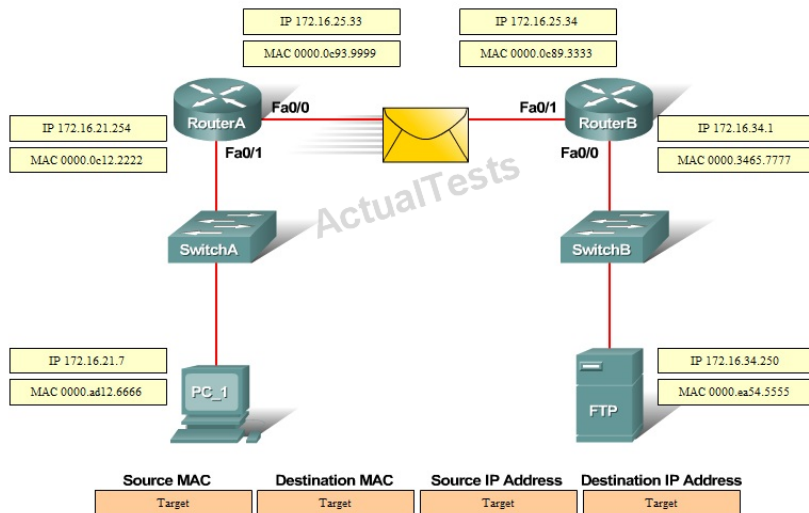 IP 172.16.25.33
IP 172.16.25.34
MAC 0000.0c93.9999
MAC 0000.0c89.3333
RouterA
Fa0/0
Fa0/1
RouterB
IP 172.16.21.254
MAC 0000.0c12.2222
Fa0/1
Fa0/0
IP 172.16.34.1
MAC 0000.3465.7777
ActualTests
SwitchA
SwitchB
IP 172.16.21.7
MAC 0000.ad12.6666
PC_1
FTP
IP 172.16.34.250
MAC 0000.ea54.5555
Source MAC
Destination MAC
Source IP Address
Destination IP Address
Target
Target
Target
Target